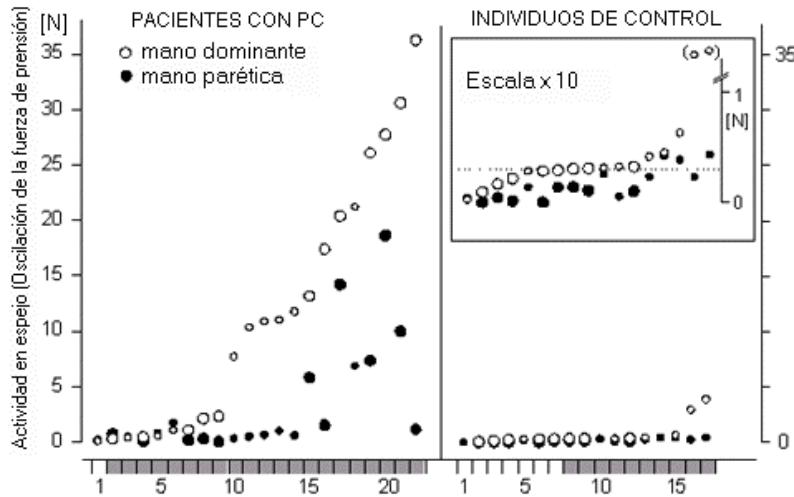 PACIENTES CON PC
INDIVIDUOS DE CONTROL
[N]
mano dominante
mano parética
Escala x 10
Actividad en espejo (Oscilación de la fuerza de prensión)
35
30
25
20
15
10
5
0
1 5 10 15 20
( )
1
[N]
0
35
5
0
1 5 10 15